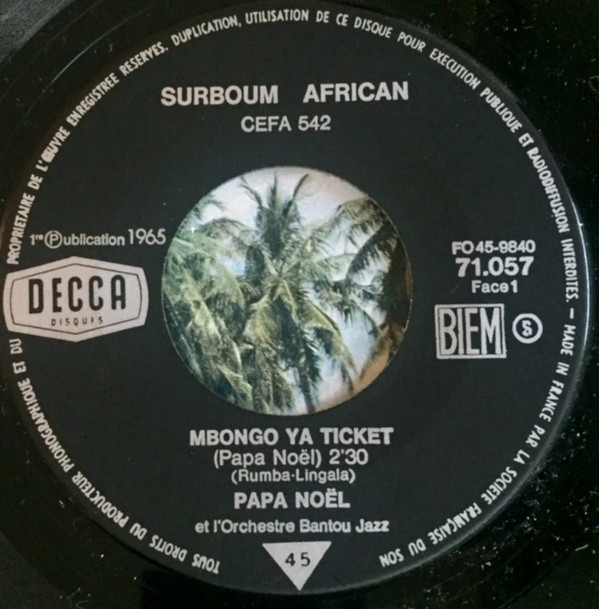 TOUS DROITS DU PRODUCTEUR PHONOGRAPHIQUE ET DU PROPRIETAIRE DE L'ŒUVRE ENREGISTREE RESERVES. DUPLICATION, UTILISATION DE CE DISQUE POUR EXECUTION PUBLIQUE ET RADIODIFFUSION INTERDITES. – MADE IN FRANCE PAR LA SOCIETE FRANÇAISE DU SON
SURBOUM AFRICAN
CEFA 542
1re Ⓟublication 1965
DECCA
DISQUES
FO 45-9840
71.057
Face 1
BIEM Ⓢ
MBONGO YA TICKET
(Papa Noël) 2'30
(Rumba-Lingala)
PAPA NOËL
et l'Orchestre Bantou Jazz
45